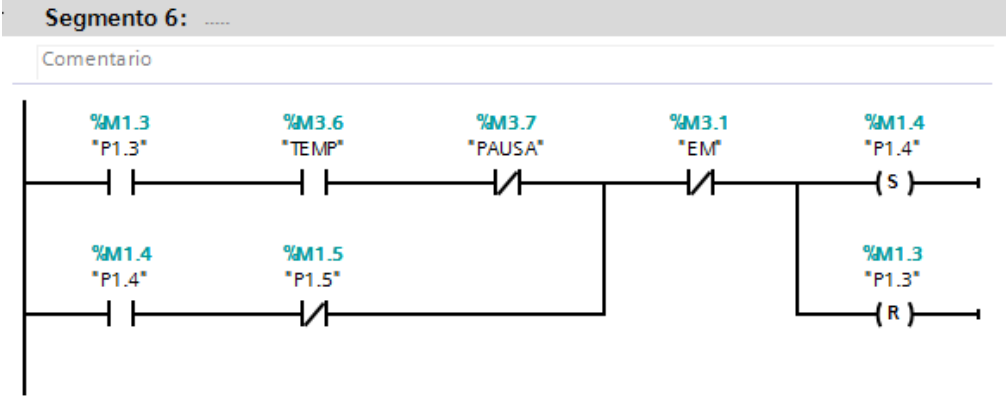 Segmento 6: .....
Comentario
%M1.3 %M3.6 %M3.7 %M3.1 %M1.4
"P1.3" "TEMP" "PAUSA" "EM" "P1.4"
S
%M1.4 %M1.5 %M1.3
"P1.4" "P1.5" "P1.3"
R